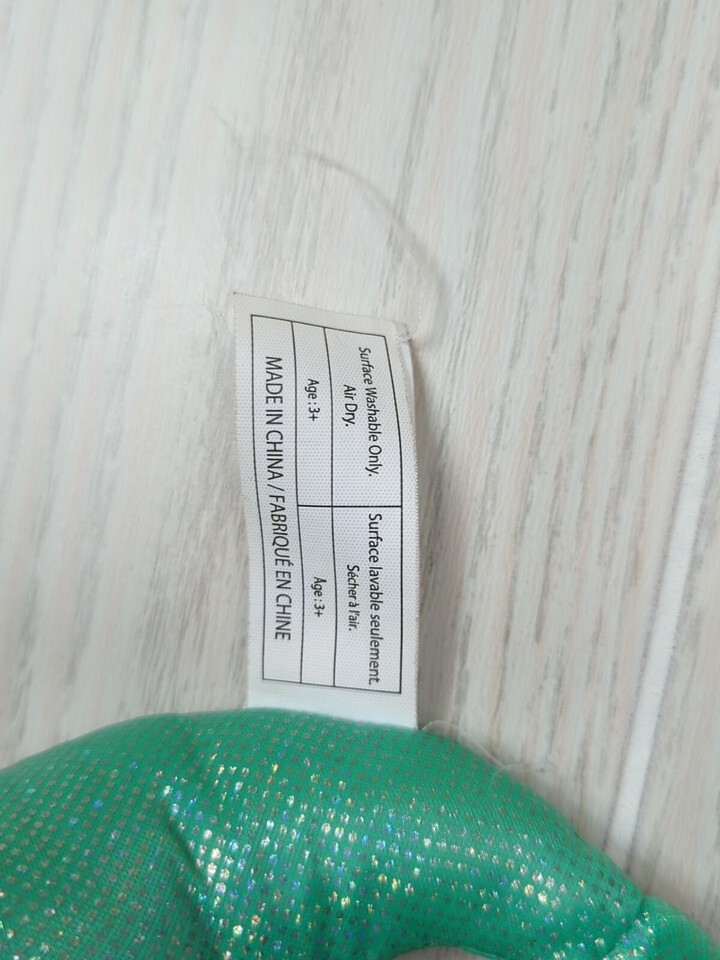 Surface Washable Only.
Air Dry.
Surface lavable seulement.
Sécher à l'air.
Age : 3+
Âge : 3+
MADE IN CHINA / FABRIQUÉ EN CHINE